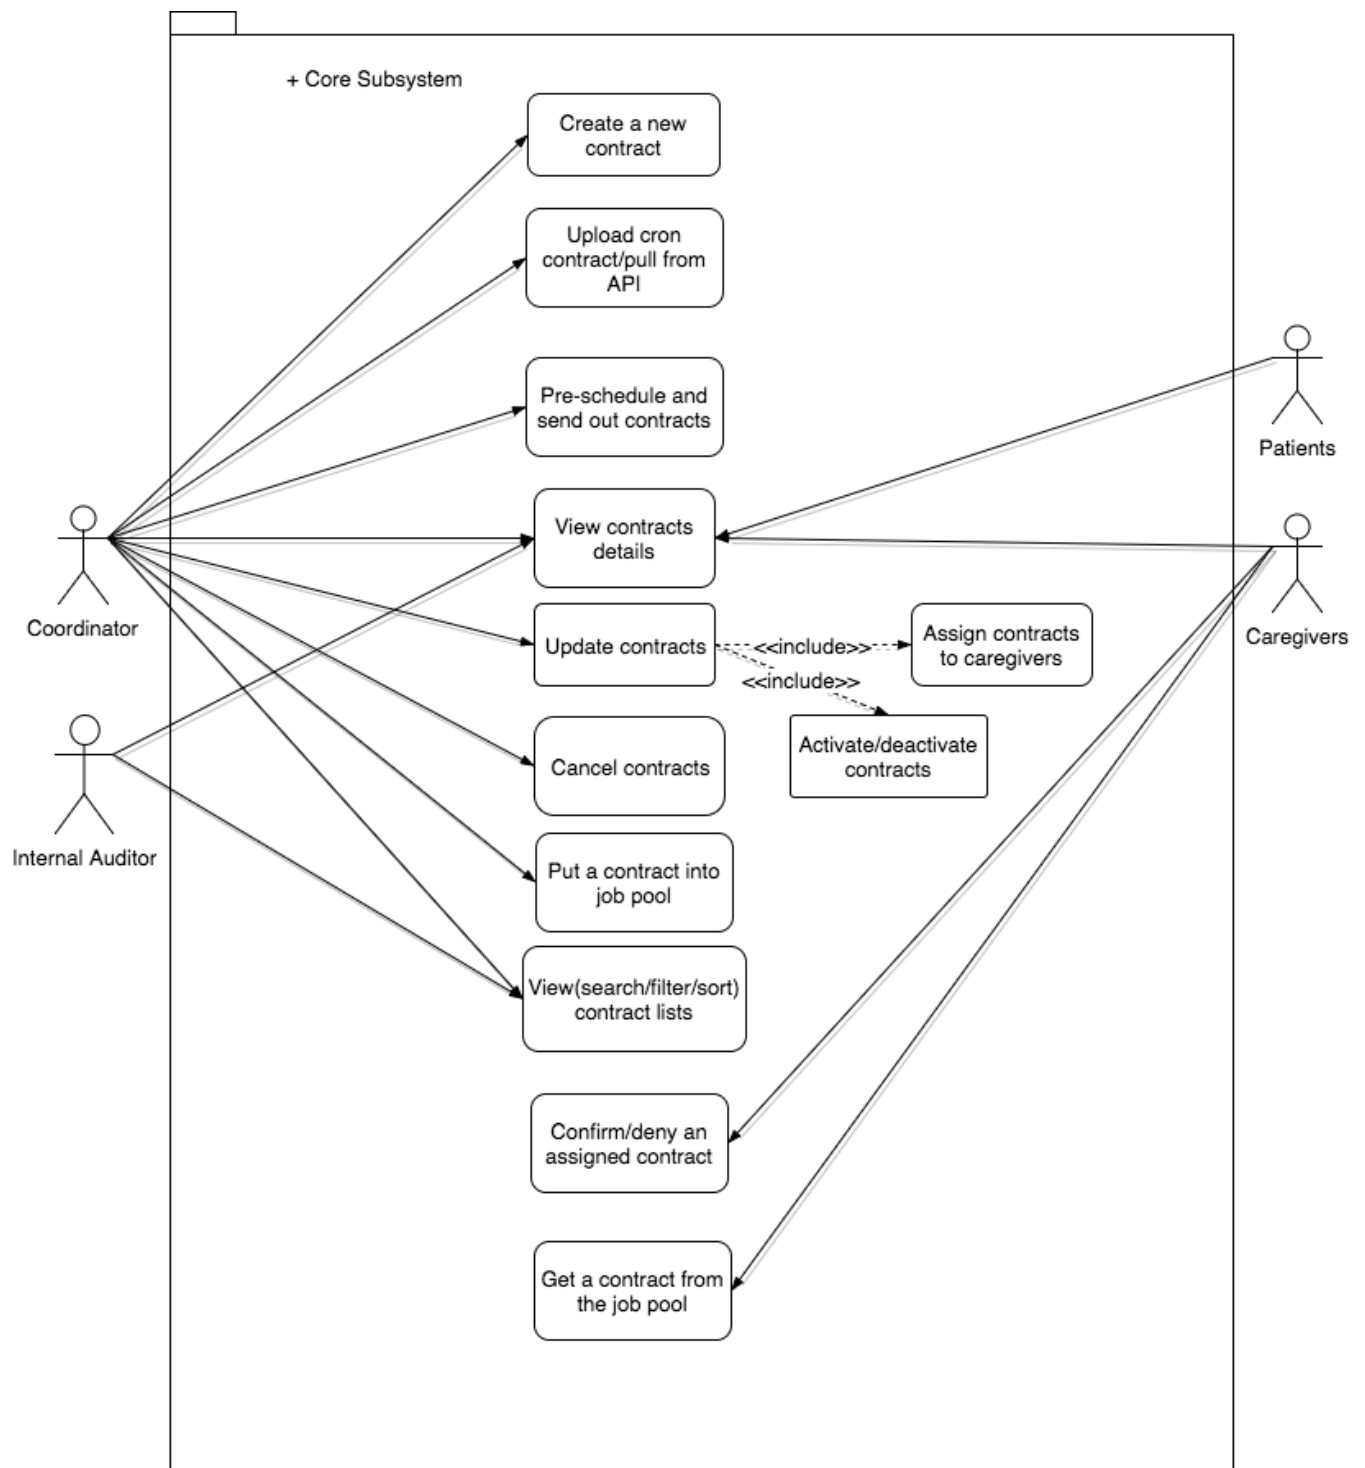 + Core Subsystem
Create a new
contract
Upload cron
contract/pull from
API
Pre-schedule and
send out contracts
Patients
View contracts
details
Coordinator
Caregivers
Update contracts
<<include>>
Assign contracts
to caregivers
<<include>>
Activate/deactivate
contracts
Cancel contracts
Internal Auditor
Put a contract into
job pool
View(search/filter/sort)
contract lists
Confirm/deny an
assigned contract
Get a contract from
the job pool